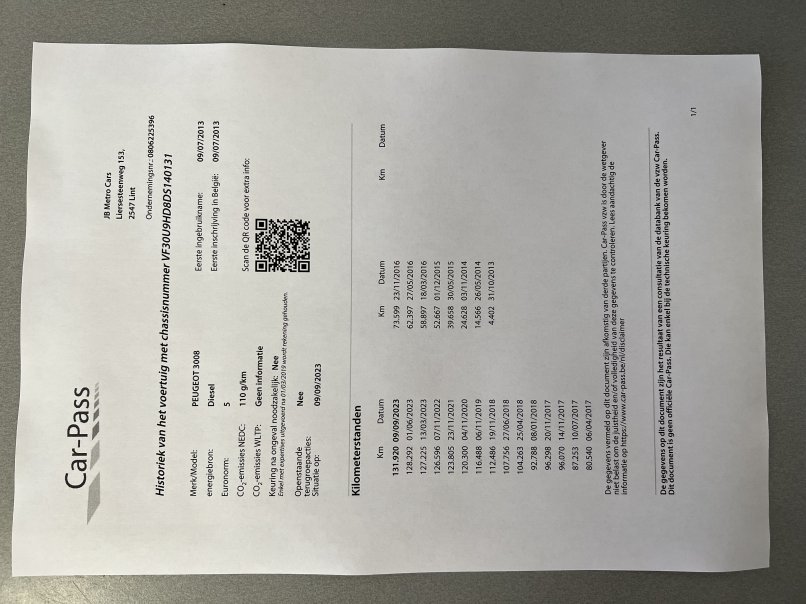 Car-Pass
JB Metro Cars
Liersesteenweg 153,
2547 Lint
Ondernemingsnr.: 0806225396
Historiek van het voertuig met chassisnummer VF30U9HD8DS140131
Merk/Model: PEUGEOT 3008
energiebron: Diesel
Euronorm: 5
CO₂-emissies NEDC: 110 g/km
CO₂-emissies WLTP: Geen informatie
Keuring na ongeval noodzakelijk: Nee
Enkel met expertises uitgevoerd na 01/03/2019 wordt rekening gehouden.
Openstaande terugroepacties: Nee
Situatie op: 09/09/2023
Eerste ingebruikname: 09/07/2013
Eerste inschrijving in België: 09/07/2013
Scan de QR code voor extra info:
Kilometerstanden
Km Datum
131.920 09/09/2023
128.292 01/06/2023
127.225 13/03/2023
126.596 07/11/2022
123.805 23/11/2021
120.300 04/11/2020
116.488 06/11/2019
112.486 19/11/2018
107.756 27/06/2018
104.263 25/04/2018
92.788 08/01/2018
96.298 20/11/2017
96.070 14/11/2017
87.253 10/07/2017
80.540 06/04/2017
Km Datum
73.599 23/11/2016
62.397 27/05/2016
58.897 18/03/2016
52.667 01/12/2015
39.658 30/05/2015
24.628 03/11/2014
14.566 26/05/2014
4.402 31/10/2013
Km Datum
De gegevens vermeld op dit document zijn afkomstig van derde partijen. Car-Pass vzw is door de wetgever
niet belast om de juistheid en/of volledigheid van deze gegevens te controleren. Lees aandachtig de
informatie op https://www.car-pass.be/nl/disclaimer
De gegevens op dit document zijn het resultaat van een consultatie van de databank van de vzw Car-Pass.
Dit document is geen officiële Car-Pass. Die kan enkel bij de technische keuring bekomen worden.
1/1